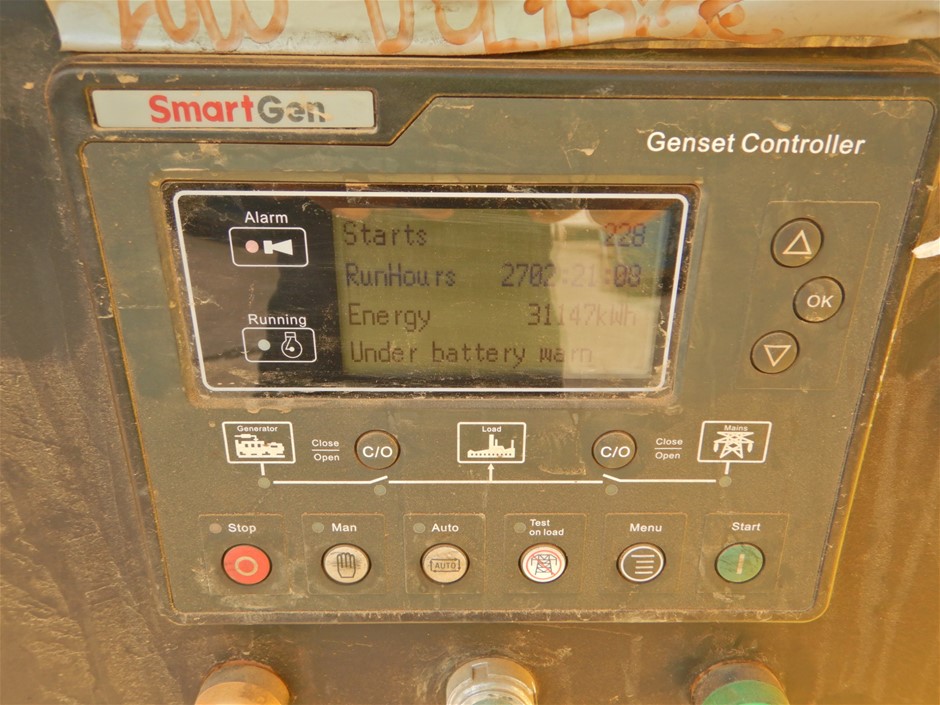 SmartGen
Genset Controller
Alarm
Running
Starts 228
RunHours 2702:21:08
Energy 31147kWh
Under battery warn
OK
Generator
Close
Open
C/O
Load
C/O
Close
Open
Mains
Stop
Man
Auto
Test
on load
Menu
Start
AUTO